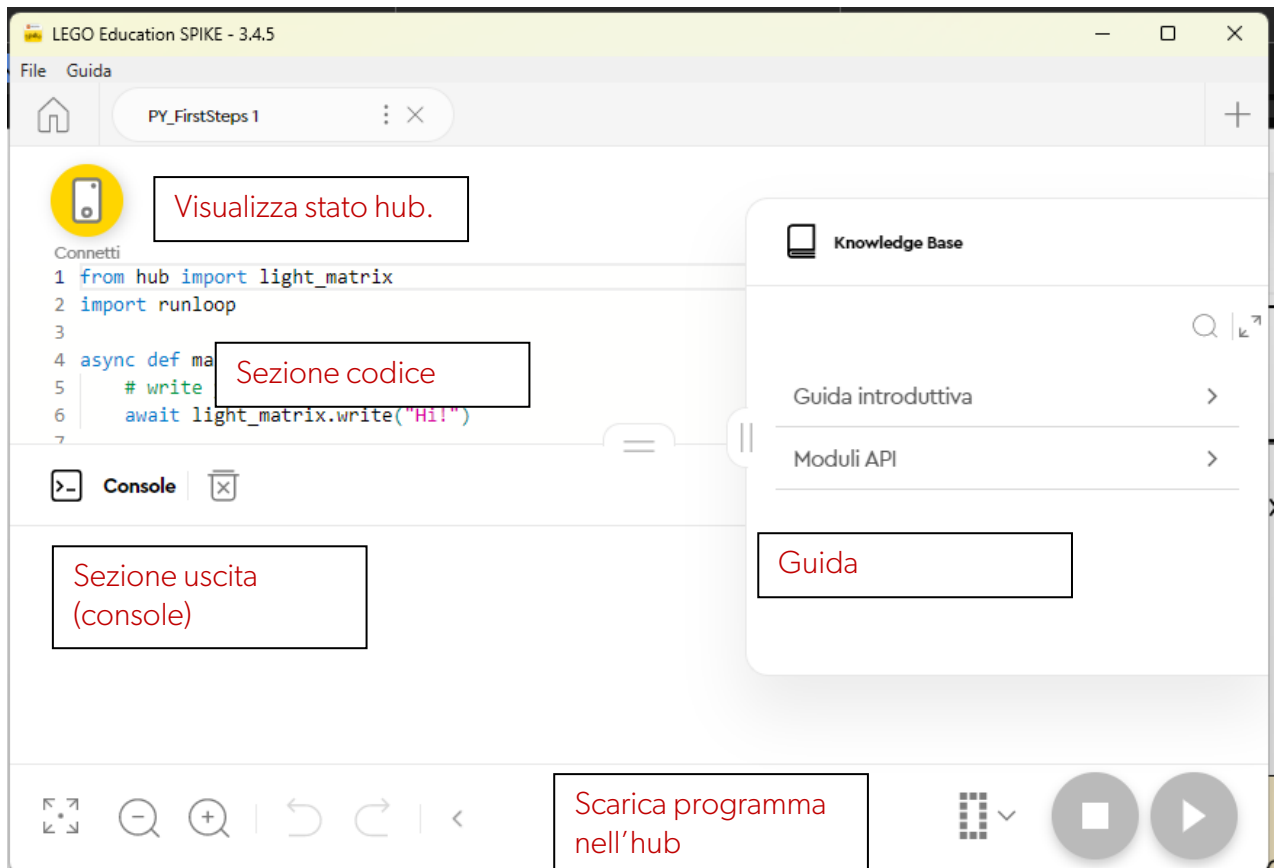 LEGO Education SPIKE - 3.4.5
File Guida
PY_FirstSteps 1
Visualizza stato hub.
Connetti
1 from hub import light_matrix
2 import runloop
3
4 async def ma
5 # write
6 await light_matrix.write("Hi!")
7
Sezione codice
Console
Sezione uscita
(console)
Knowledge Base
Guida introduttiva
Moduli API
Guida
Scarica programma
nell'hub